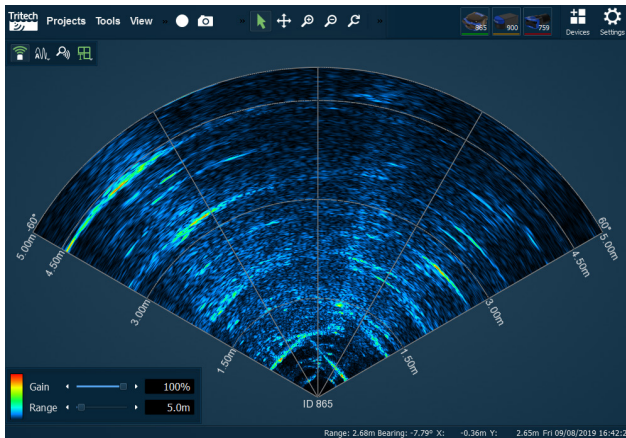 Tritech Projects Tools View
865 900 759
Devices Settings
-60° 60°
5.00m 5.00m
4.50m 4.50m
3.00m 3.00m
1.50m 1.50m
ID 865
Gain 100%
Range 5.0m
Range: 2.68m Bearing: -7.79° X: -0.36m Y: 2.65m Fri 09/08/2019 16:42:2